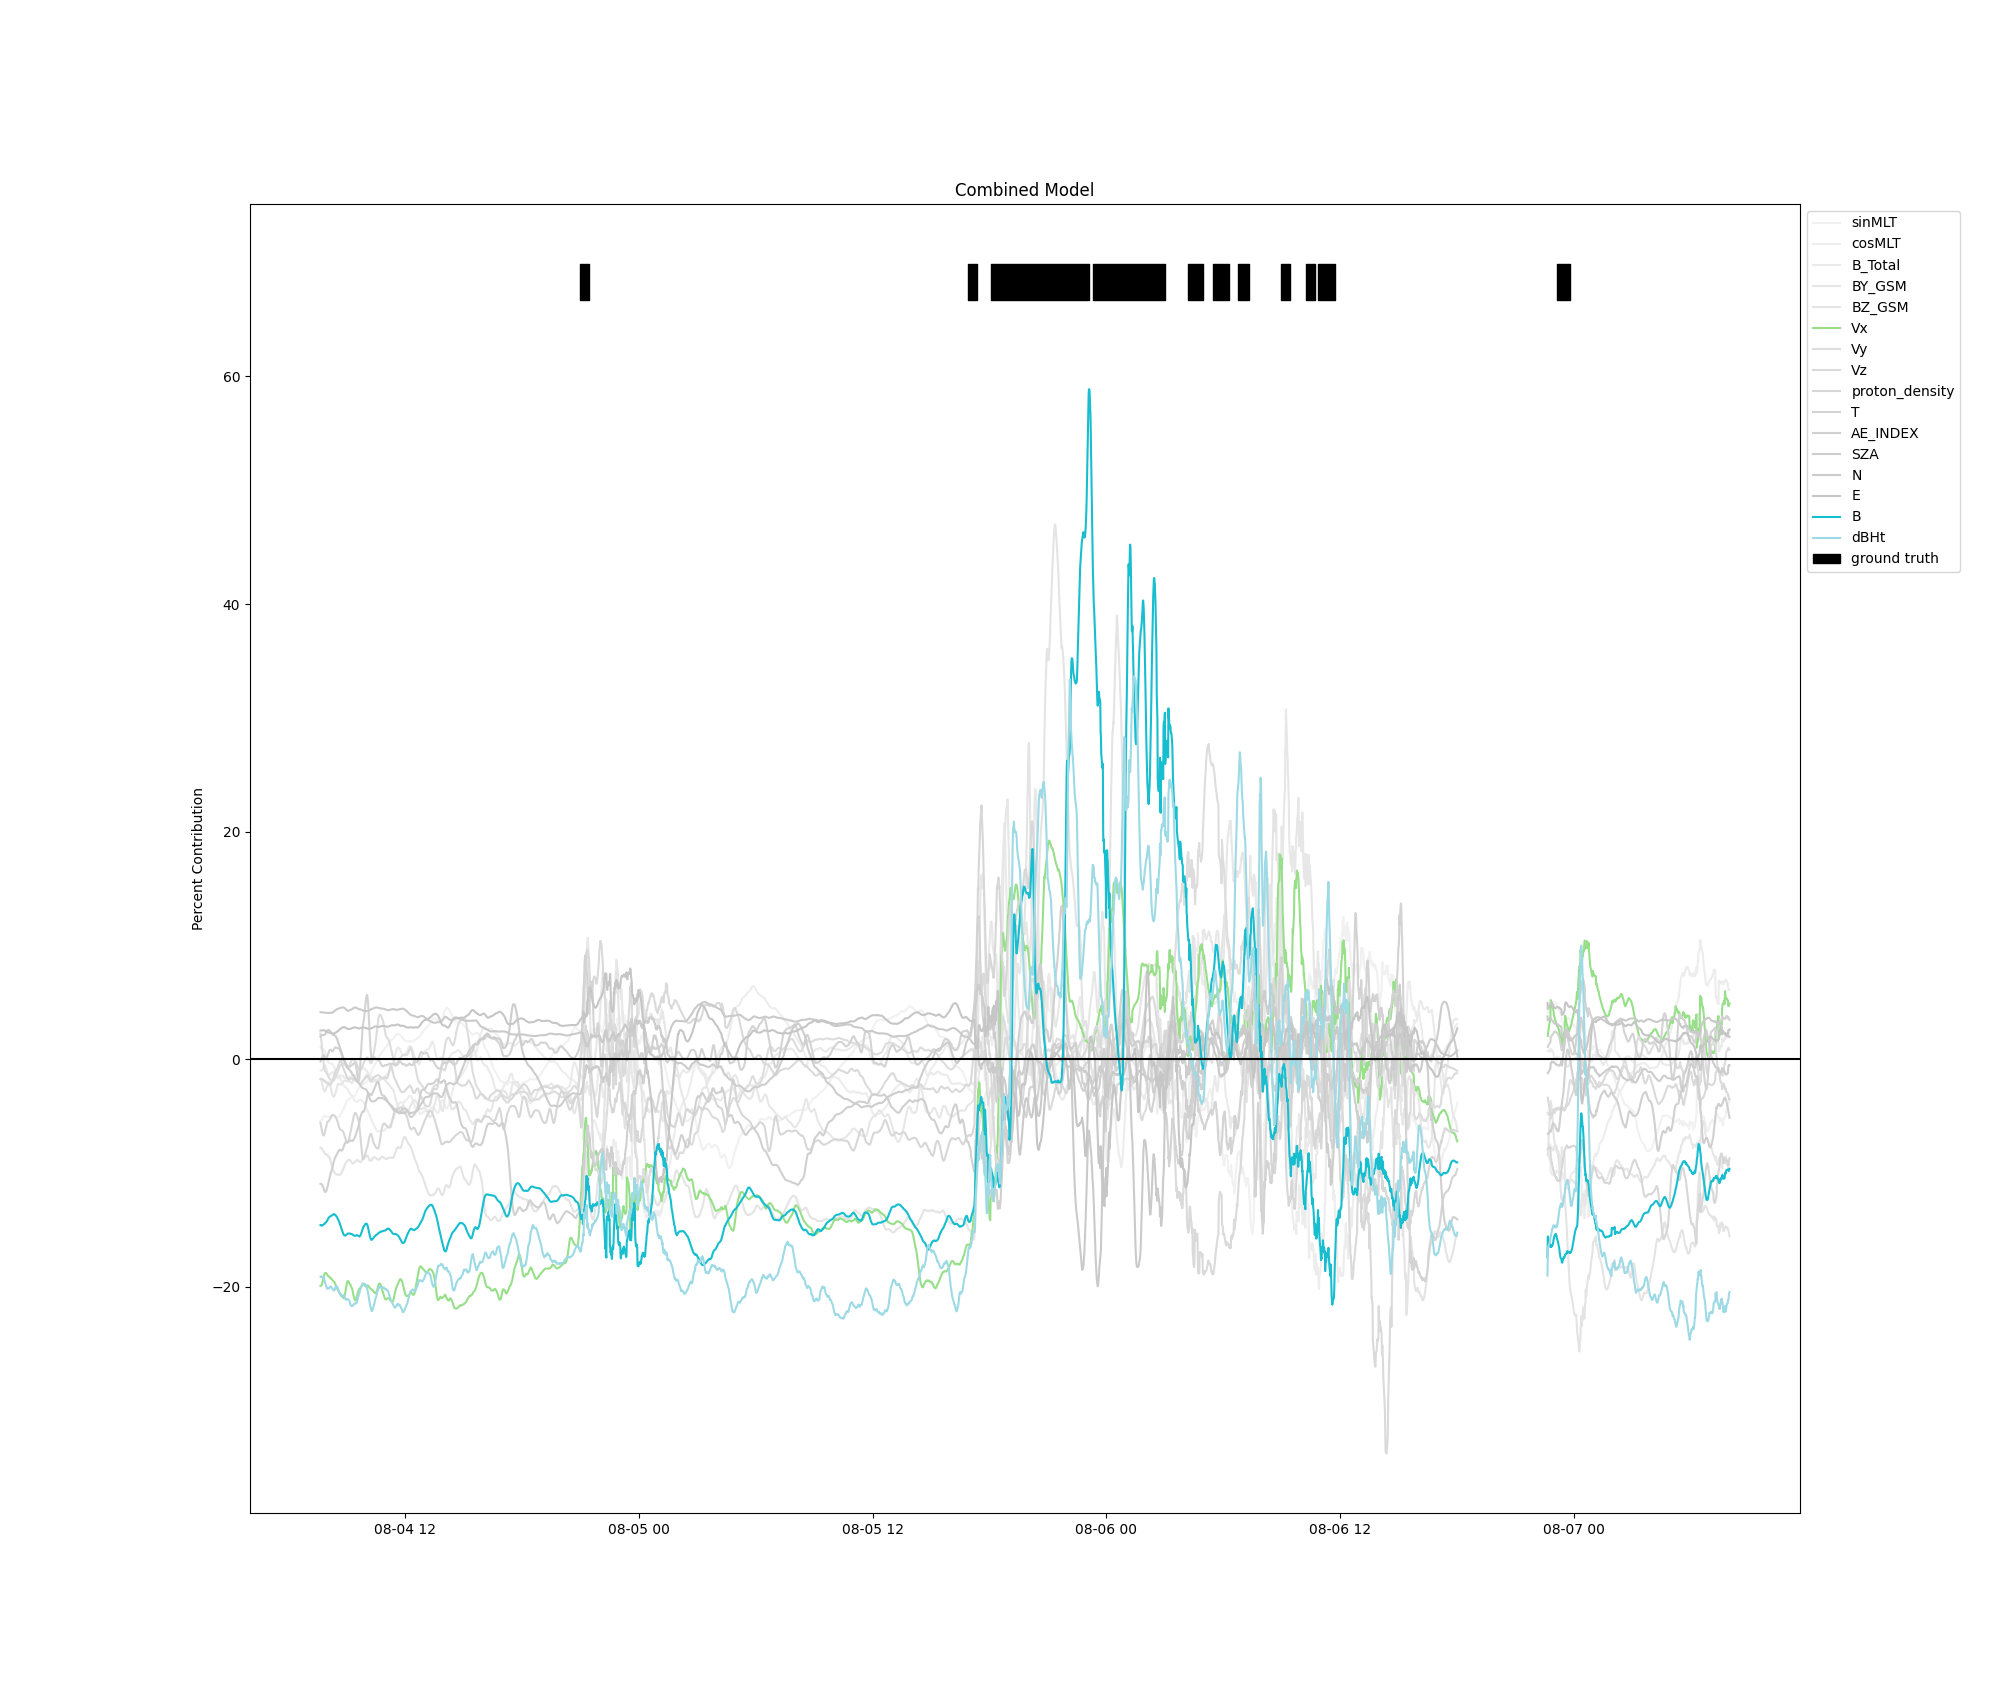 Combined Model
sinMLT
cosMLT
B_Total
BY_GSM
BZ_GSM
Vx
Vy
Vz
proton_density
T
AE_INDEX
SZA
N
E
B
dBHt
ground truth
Percent Contribution
60
40
20
0
−20
08-04 12
08-05 00
08-05 12
08-06 00
08-06 12
08-07 00